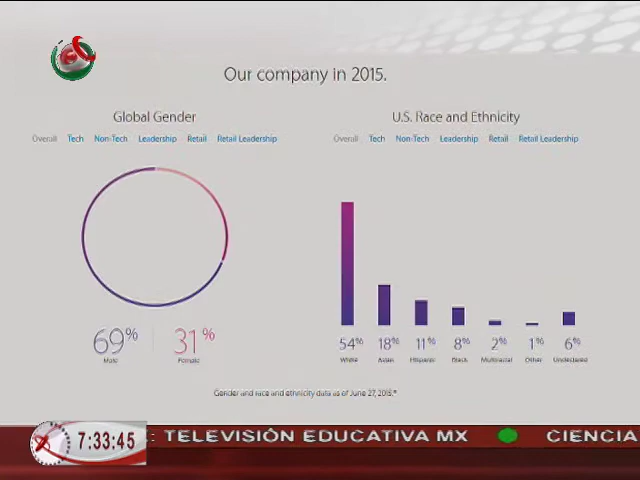 Our company in 2015.
Global Gender
Overall Tech Non-Tech Leadership Retail Retail Leadership
69% 31%
Male Female
U.S. Race and Ethnicity
Overall Tech Non-Tech Leadership Retail Retail Leadership
54% 18% 11% 8% 2% 1% 6%
White Asian Hispanic Black Multiracial Other Undeclared
Gender and race and ethnicity data as of June 27, 2015.*
7:33:45 : TELEVISIÓN EDUCATIVA MX CIENCIA